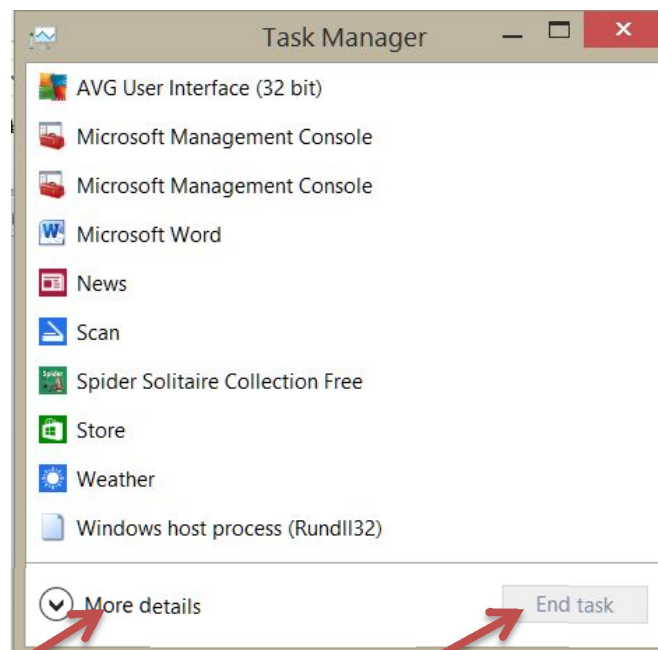 Task Manager
AVG User Interface (32 bit)
Microsoft Management Console
Microsoft Management Console
Microsoft Word
News
Scan
Spider Solitaire Collection Free
Store
Weather
Windows host process (Rundll32)
More details
End task